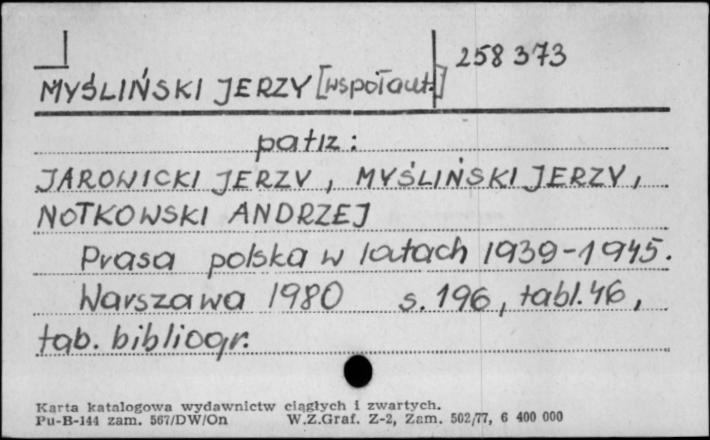 258 373
MYŚLIŃSKI JERZY [współaut.]
patrz:
JAROWICKI JERZY, MYŚLIŃSKI JERZY,
NOTKOWSKI ANDRZEJ
Prasa polska w latach 1939-1945.
Warszawa 1980 s. 196, tabl. 46,
tab. bibliogr.
Karta katalogowa wydawnictw ciągłych i zwartych.
Pu-B-144 zam. 567/DW/On W.Z.Graf. Z-2, Zam. 502/77, 6 400 000